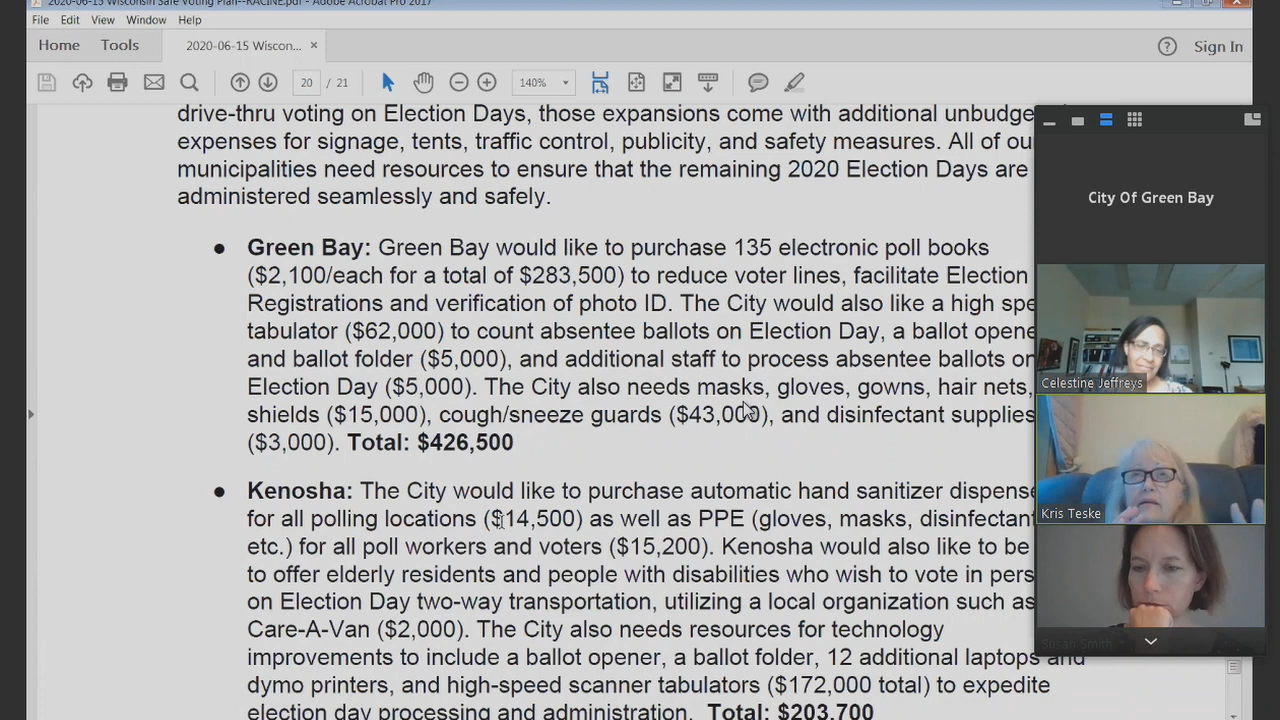 2020-06-15 Wisconsin Safe Voting Plan--RACINE.pdf - Adobe Acrobat Pro 2017
File Edit View Window Help
Home Tools 2020-06-15 Wiscon... × Sign In
20 / 21 140%
drive-thru voting on Election Days, those expansions come with additional unbudge
expenses for signage, tents, traffic control, publicity, and safety measures. All of ou
municipalities need resources to ensure that the remaining 2020 Election Days are
administered seamlessly and safely.
● Green Bay: Green Bay would like to purchase 135 electronic poll books
($2,100/each for a total of $283,500) to reduce voter lines, facilitate Election
Registrations and verification of photo ID. The City would also like a high spe
tabulator ($62,000) to count absentee ballots on Election Day, a ballot opene
and ballot folder ($5,000), and additional staff to process absentee ballots on
Election Day ($5,000). The City also needs masks, gloves, gowns, hair nets,
shields ($15,000), cough/sneeze guards ($43,000), and disinfectant supplies
($3,000). Total: $426,500
● Kenosha: The City would like to purchase automatic hand sanitizer dispense
for all polling locations ($14,500) as well as PPE (gloves, masks, disinfectant
etc.) for all poll workers and voters ($15,200). Kenosha would also like to be
to offer elderly residents and people with disabilities who wish to vote in pers
on Election Day two-way transportation, utilizing a local organization such as
Care-A-Van ($2,000). The City also needs resources for technology
improvements to include a ballot opener, a ballot folder, 12 additional laptops and
dymo printers, and high-speed scanner tabulators ($172,000 total) to expedite
election day processing and administration. Total: $203,700
City Of Green Bay
Celestine Jeffreys
Kris Teske
Susan Smith